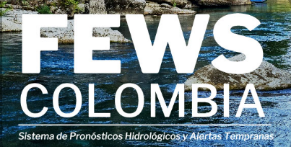 FEWS
COLOMBIA
Sistema de Pronósticos Hidrológicos y Alertas Tempranas